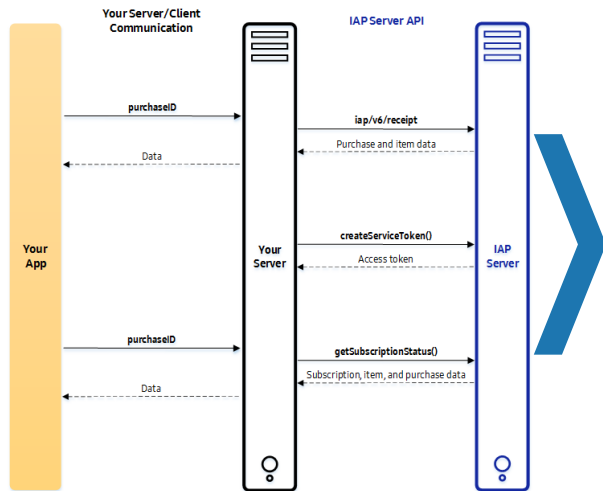 Your Server/Client
Communication
IAP Server API
purchaseID
iap/v6/receipt
Purchase and item data
Data
createServiceToken()
Your
App
Your
Server
IAP
Server
Access token
purchaseID
getSubscriptionStatus()
Subscription, item, and purchase data
Data